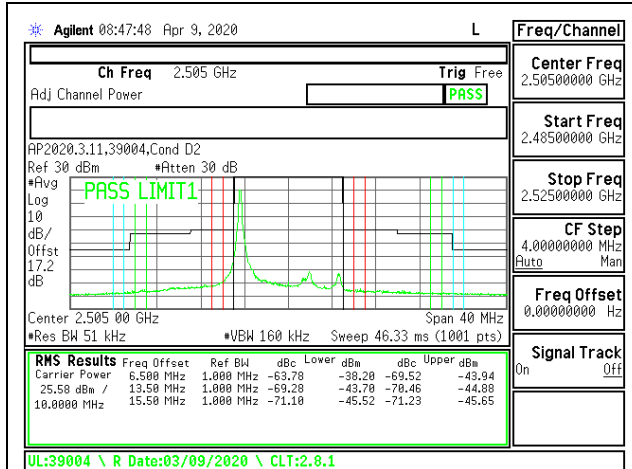 Agilent 08:47:48 Apr 9, 2020 L
Freq/Channel
Ch Freq 2.505 GHz Trig Free
Adj Channel Power PASS
Center Freq
2.50500000 GHz
Start Freq
2.48500000 GHz
Stop Freq
2.52500000 GHz
CF Step
4.00000000 MHz
Auto Man
Freq Offset
0.00000000 Hz
Signal Track
On Off
AP2020.3.11,39004,Cond D2
Ref 30 dBm #Atten 30 dB
#Avg
Log
10
dB/
Offst
17.2
dB
PASS LIMIT1
Center 2.505 00 GHz Span 40 MHz
#Res BW 51 kHz #VBW 160 kHz Sweep 46.33 ms (1001 pts)
RMS Results Freq Offset Ref BW dBc Lower dBm dBc Upper dBm
Carrier Power 6.500 MHz 1.000 MHz -63.78 -38.20 -69.52 -43.94
25.58 dBm / 13.50 MHz 1.000 MHz -69.28 -43.70 -70.46 -44.88
10.0000 MHz 15.50 MHz 1.000 MHz -71.10 -45.52 -71.23 -45.65
UL:39004 \ R Date:03/09/2020 \ CLT:2.8.1